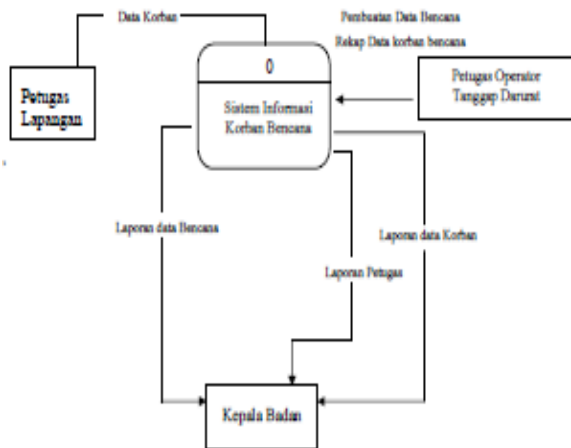 Data Korban
Pembuatan Data Bencana
Rekap Data korban bencana
0
Petugas
Lapangan
Sistem Informasi
Korban Bencana
Petugas Operator
Tanggap Darurat
Laporan data Bencana
Laporan data Korban
Laporan Petugas
Kepala Badan